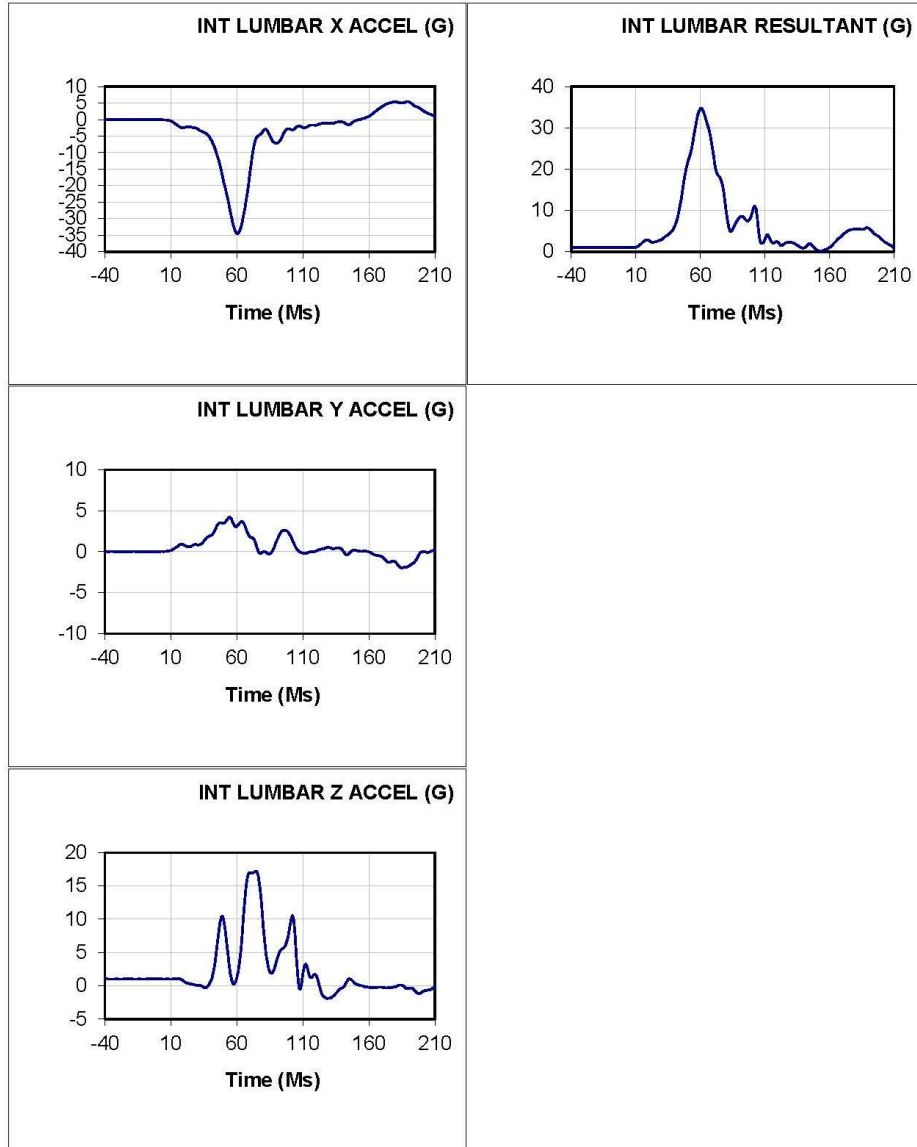 INT LUMBAR X ACCEL (G)
10
5
0
-5
-10
-15
-20
-25
-30
-35
-40
-40 10 60 110 160 210
Time (Ms)
INT LUMBAR RESULTANT (G)
40
30
20
10
0
-40 10 60 110 160 210
Time (Ms)
INT LUMBAR Y ACCEL (G)
10
5
0
-5
-10
-40 10 60 110 160 210
Time (Ms)
INT LUMBAR Z ACCEL (G)
20
15
10
5
0
-5
-40 10 60 110 160 210
Time (Ms)